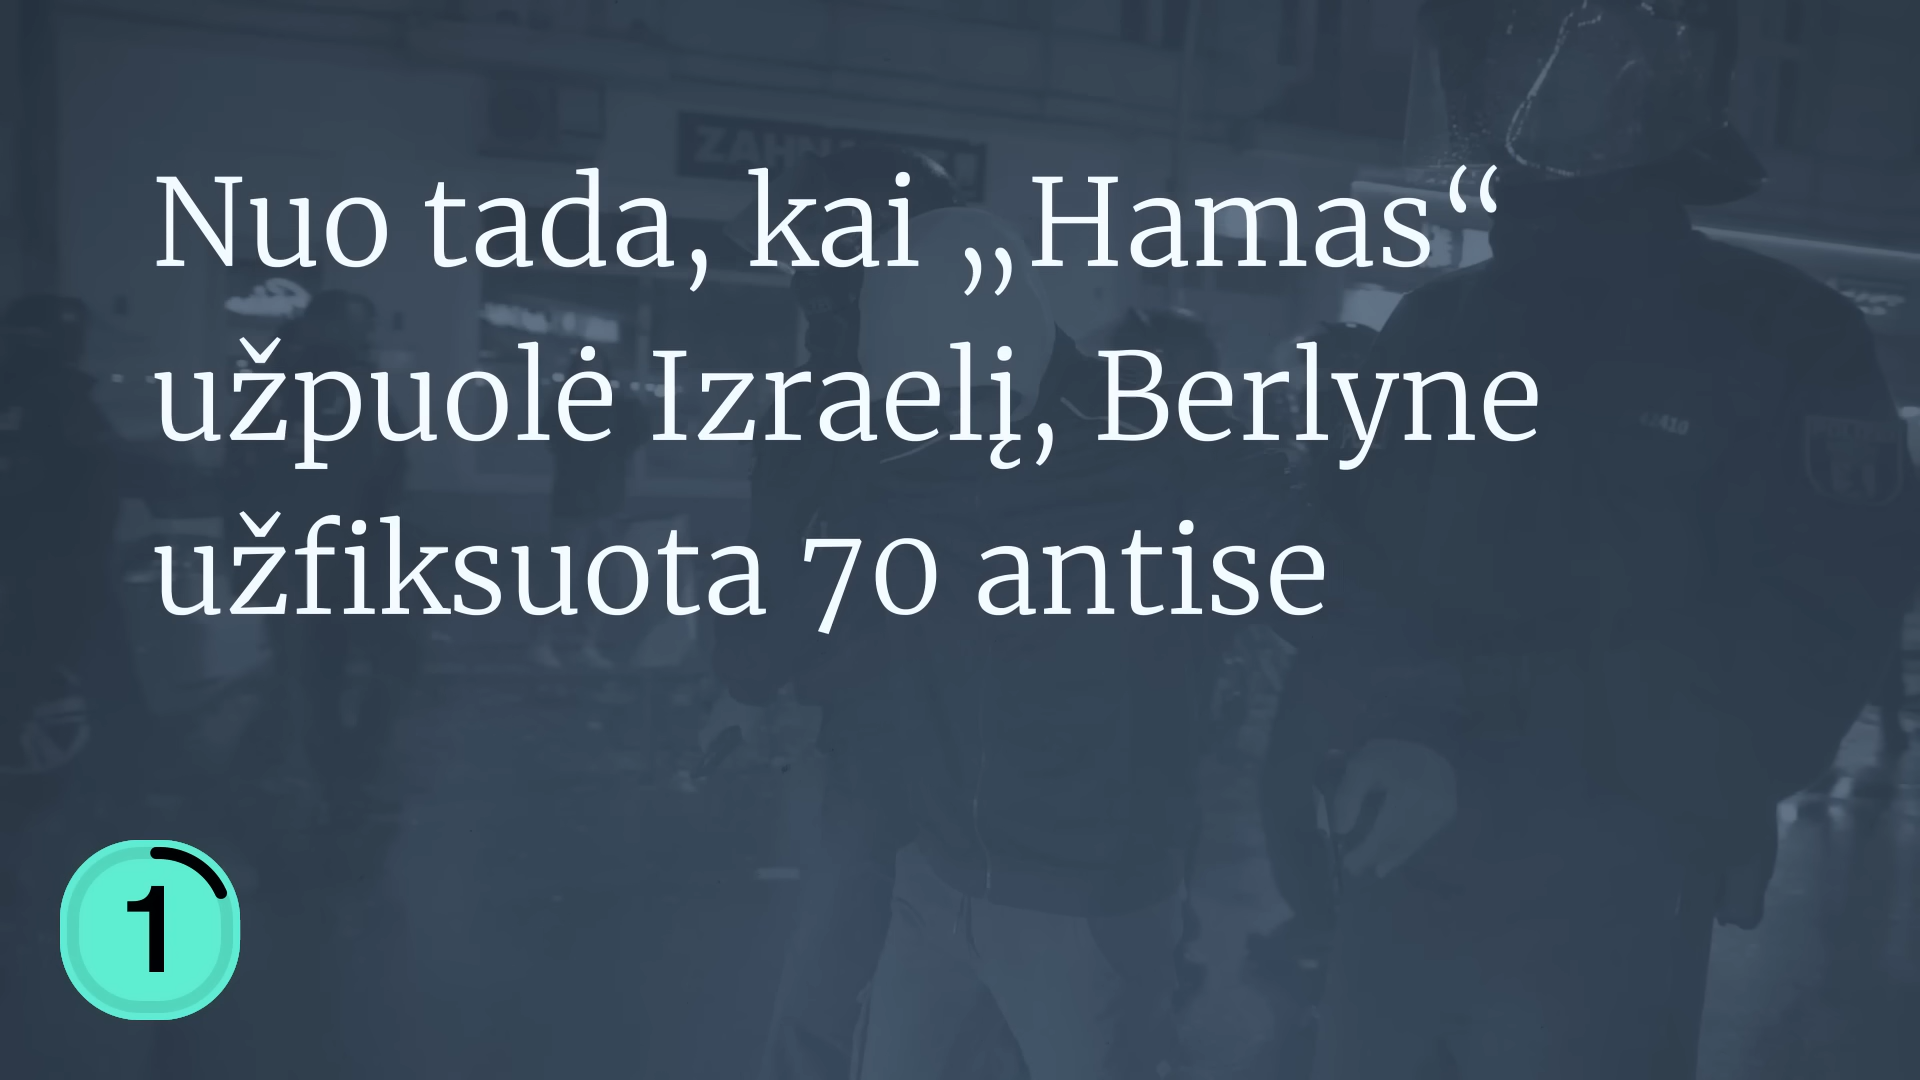 Nuo tada, kai „Hamas“
užpuolė Izraelį, Berlyne
užfiksuota 70 antise
1